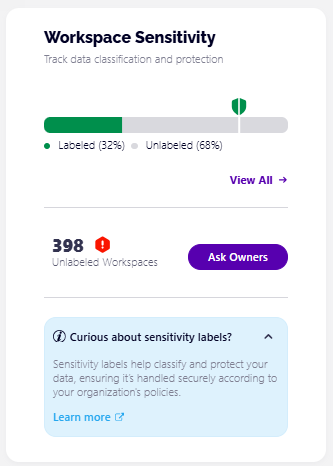 Workspace Sensitivity
Track data classification and protection
Labeled (32%) Unlabeled (68%)
View All
398
Unlabeled Workspaces
Ask Owners
Curious about sensitivity labels?
Sensitivity labels help classify and protect your
data, ensuring it's handled securely according to
your organization's policies.
Learn more